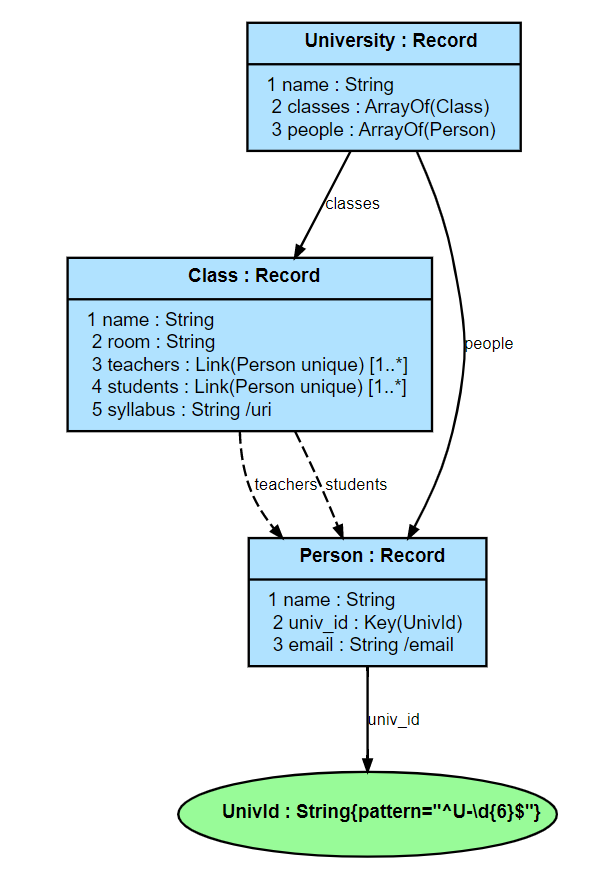 University : Record
1 name : String
2 classes : ArrayOf(Class)
3 people : ArrayOf(Person)
classes
Class : Record
1 name : String
2 room : String
3 teachers : Link(Person unique) [1..*]
4 students : Link(Person unique) [1..*]
5 syllabus : String /uri
people
teachers
students
Person : Record
1 name : String
2 univ_id : Key(UnivId)
3 email : String /email
univ_id
UnivId : String{pattern="^U-\d{6}$"}